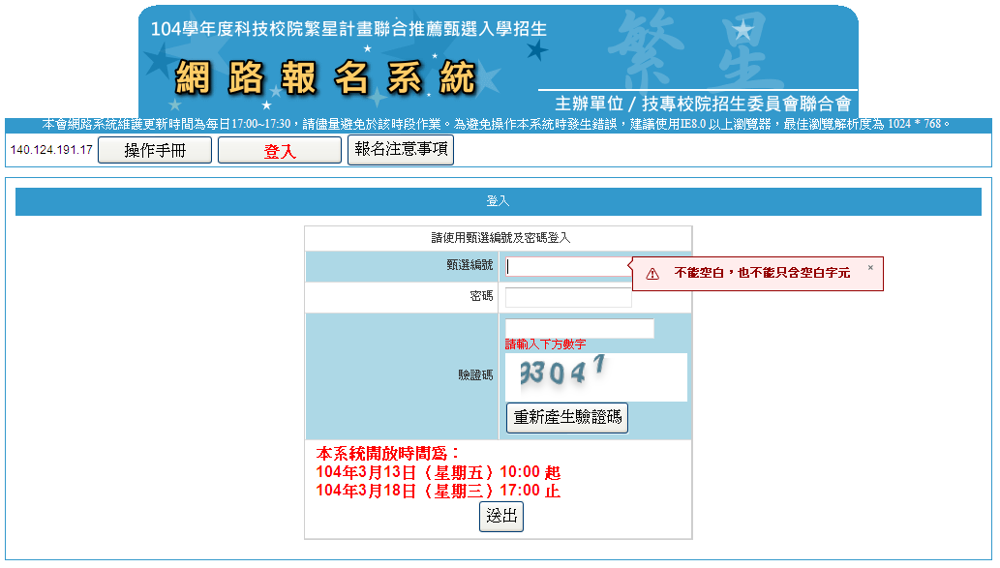 104學年度科技校院繁星計畫聯合推薦甄選入學招生
繁星
網路報名系統
主辦單位 / 技專校院招生委員會聯合會
本會網路系統維護更新時間為每日17:00~17:30，請儘量避免於該時段作業。為避免操作本系統時發生錯誤，建議使用IE8.0 以上瀏覽器，最佳瀏覽解析度為 1024 * 768。
140.124.191.17 操作手冊 登入 報名注意事項
登入
請使用甄選編號及密碼登入
甄選編號
不能空白，也不能只含空白字元
×
密碼
請輸入下方數字
驗證碼
93041
重新產生驗證碼
本系統開放時間為：
104年3月13日（星期五）10:00 起
104年3月18日（星期三）17:00 止
送出